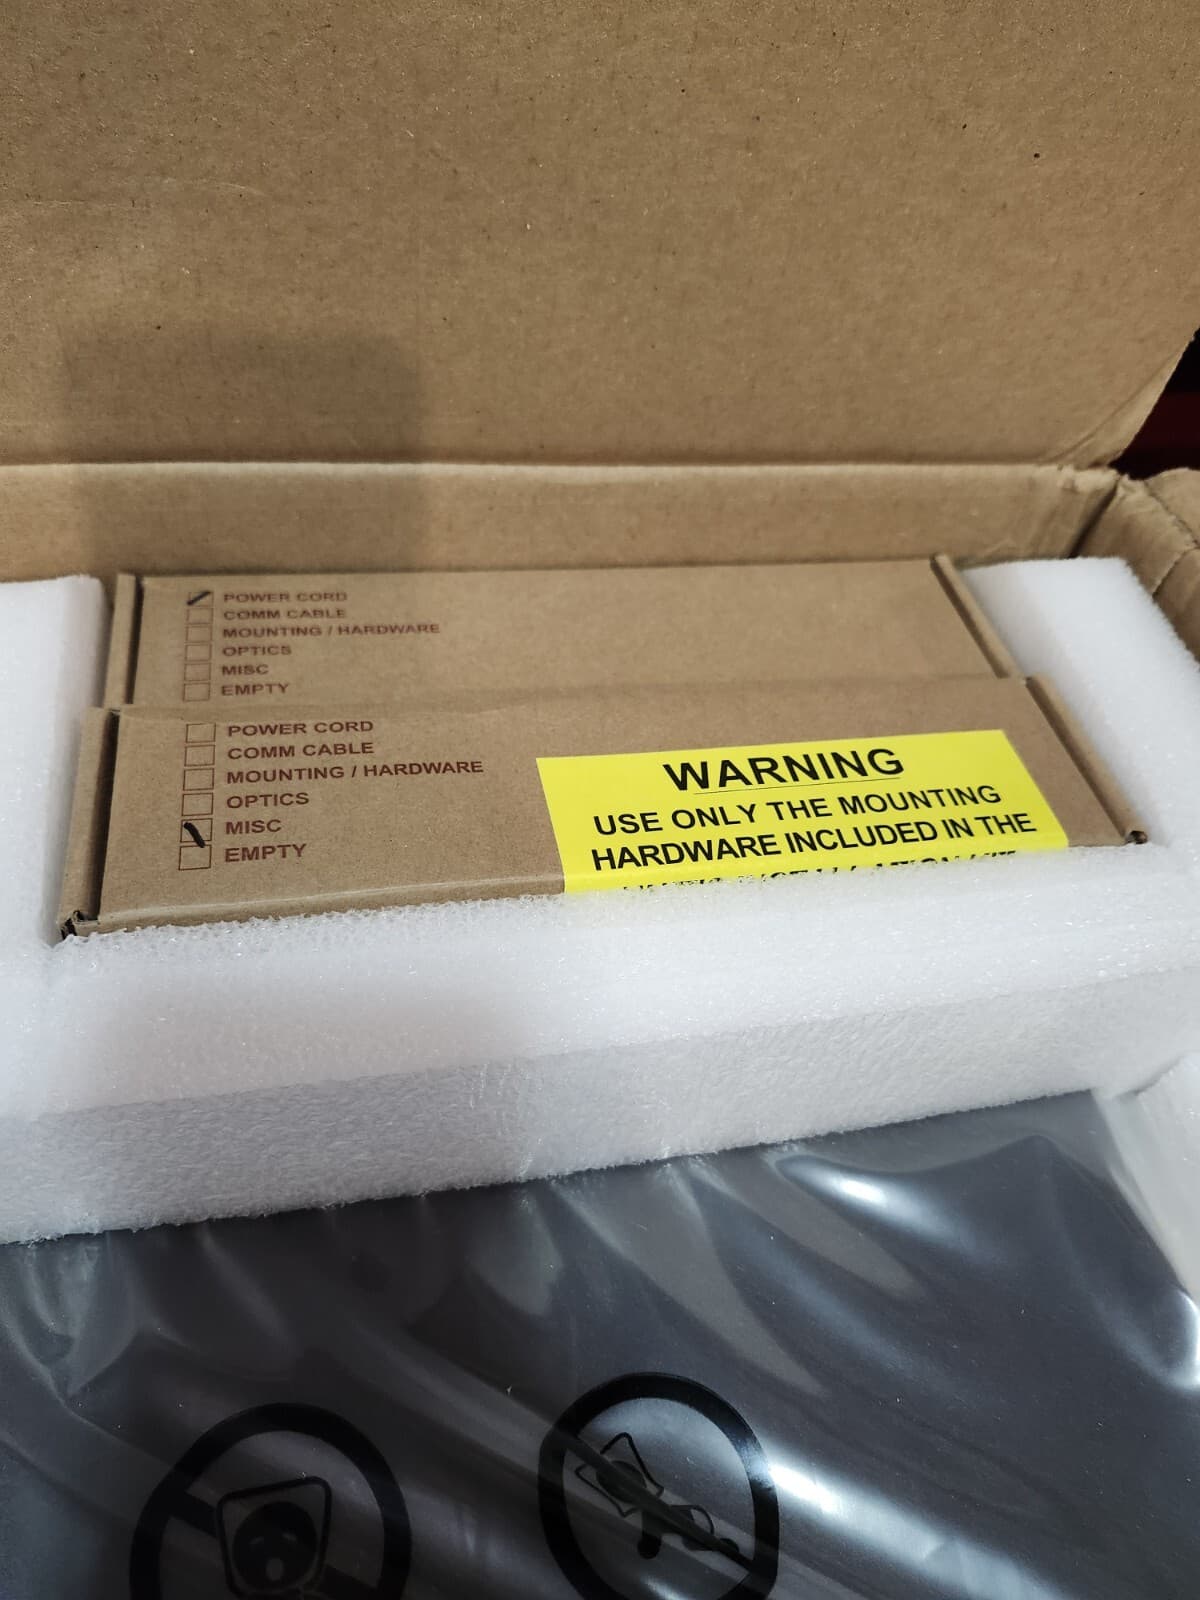 POWER CORD
COMM CABLE
MOUNTING / HARDWARE
OPTICS
MISC
EMPTY
POWER CORD
COMM CABLE
MOUNTING / HARDWARE
OPTICS
MISC
EMPTY
WARNING
USE ONLY THE MOUNTING
HARDWARE INCLUDED IN THE